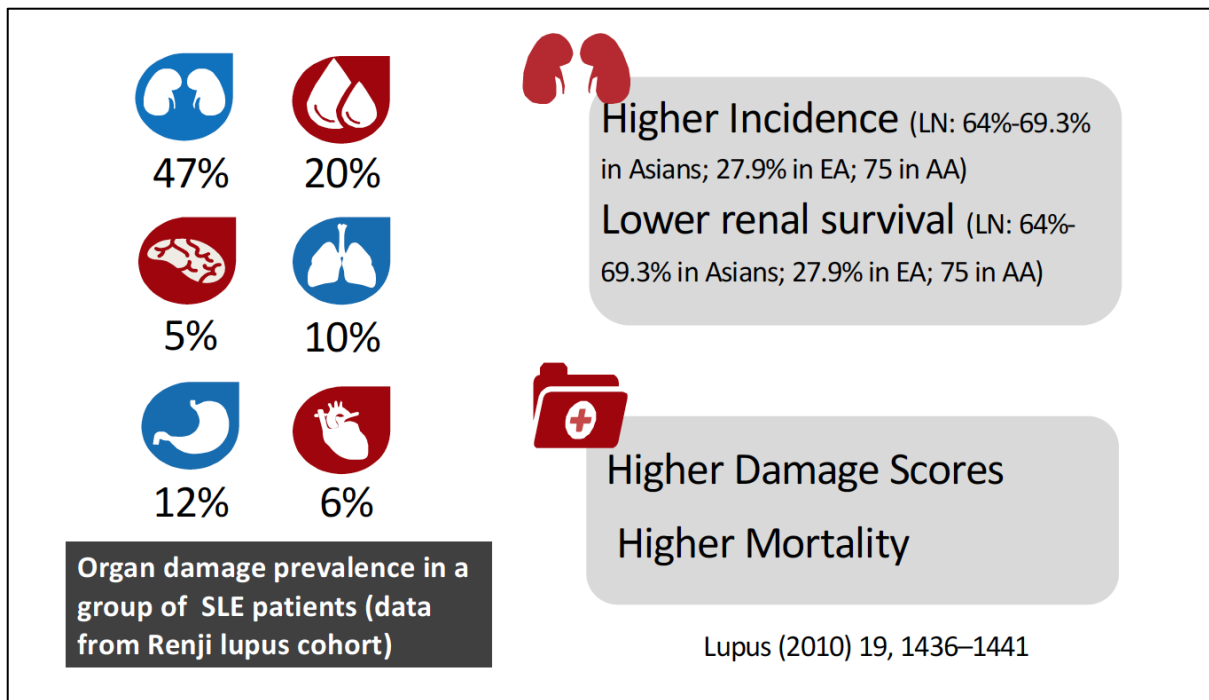 47%
20%
5%
10%
12%
6%
Organ damage prevalence in a
group of SLE patients (data
from Renji lupus cohort)
Higher Incidence (LN: 64%-69.3%
in Asians; 27.9% in EA; 75 in AA)
Lower renal survival (LN: 64%-
69.3% in Asians; 27.9% in EA; 75 in AA)
Higher Damage Scores
Higher Mortality
Lupus (2010) 19, 1436–1441